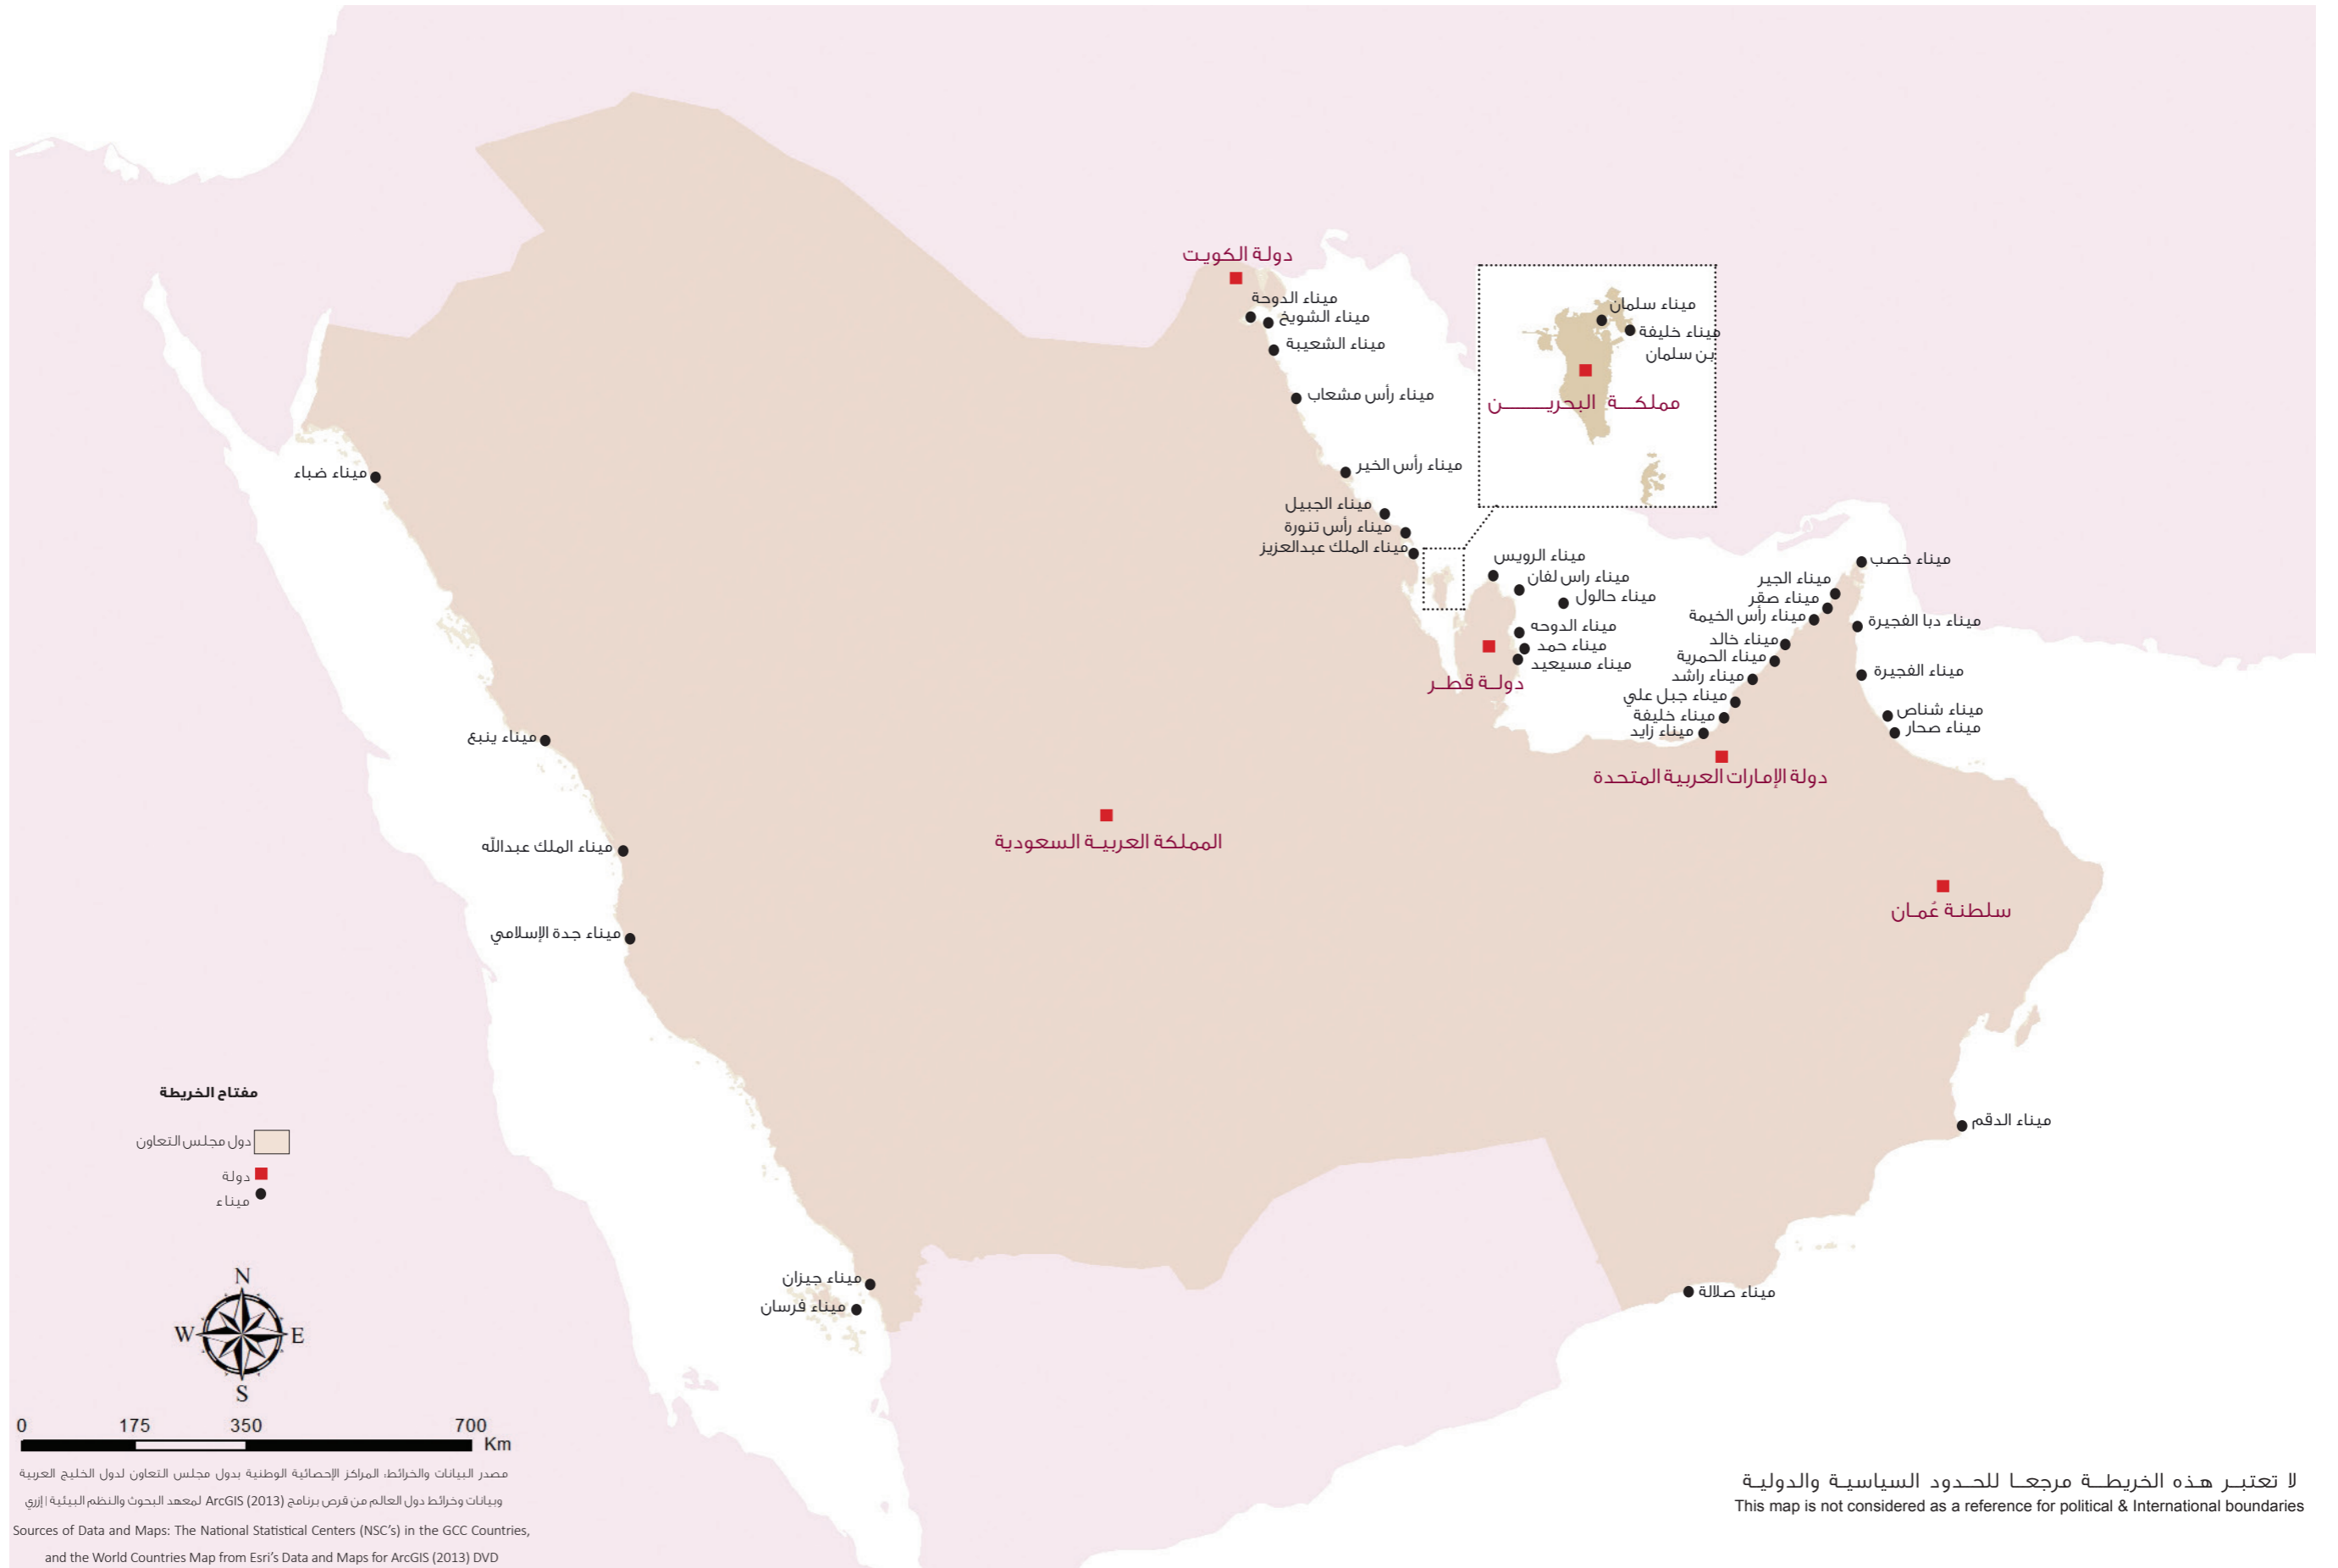 دولة الكويت
ميناء الدوحة
ميناء الشويخ
ميناء الشعيبة
ميناء رأس مشعاب
ميناء رأس الخير
ميناء الجبيل
ميناء رأس تنورة
ميناء الملك عبدالعزيز
ميناء سلمان
ميناء خليفة
بن سلمان
مملكة البحرين
ميناء الرويس
ميناء راس لفان
ميناء حالول
ميناء الدوحه
ميناء حمد
ميناء مسيعيد
دولة قطر
ميناء خصب
ميناء الجير
ميناء صقر
ميناء رأس الخيمة
ميناء خالد
ميناء الحمرية
ميناء راشد
ميناء جبل علي
ميناء خليفة
ميناء زايد
ميناء دبا الفجيرة
ميناء الفجيرة
ميناء شناص
ميناء صحار
دولة الإمارات العربية المتحدة
المملكة العربية السعودية
سلطنة عُمان
ميناء الدقم
ميناء صلالة
ميناء ضباء
ميناء ينبع
ميناء الملك عبدالله
ميناء جدة الإسلامي
ميناء جيزان
ميناء فرسان
مفتاح الخريطة
دول مجلس التعاون
دولة
ميناء
N
W E
S
0 175 350 700
Km
مصدر البيانات والخرائط: المراكز الإحصائية الوطنية بدول مجلس التعاون لدول الخليج العربية
وبيانات وخرائط دول العالم من قرص برنامج ArcGIS (2013) لمعهد البحوث والنظم البيئية | إزري
Sources of Data and Maps: The National Statistical Centers (NSC's) in the GCC Countries,
and the World Countries Map from Esri's Data and Maps for ArcGIS (2013) DVD
لا تعتبر هذه الخريطة مرجعا للحدود السياسية والدولية
This map is not considered as a reference for political & International boundaries